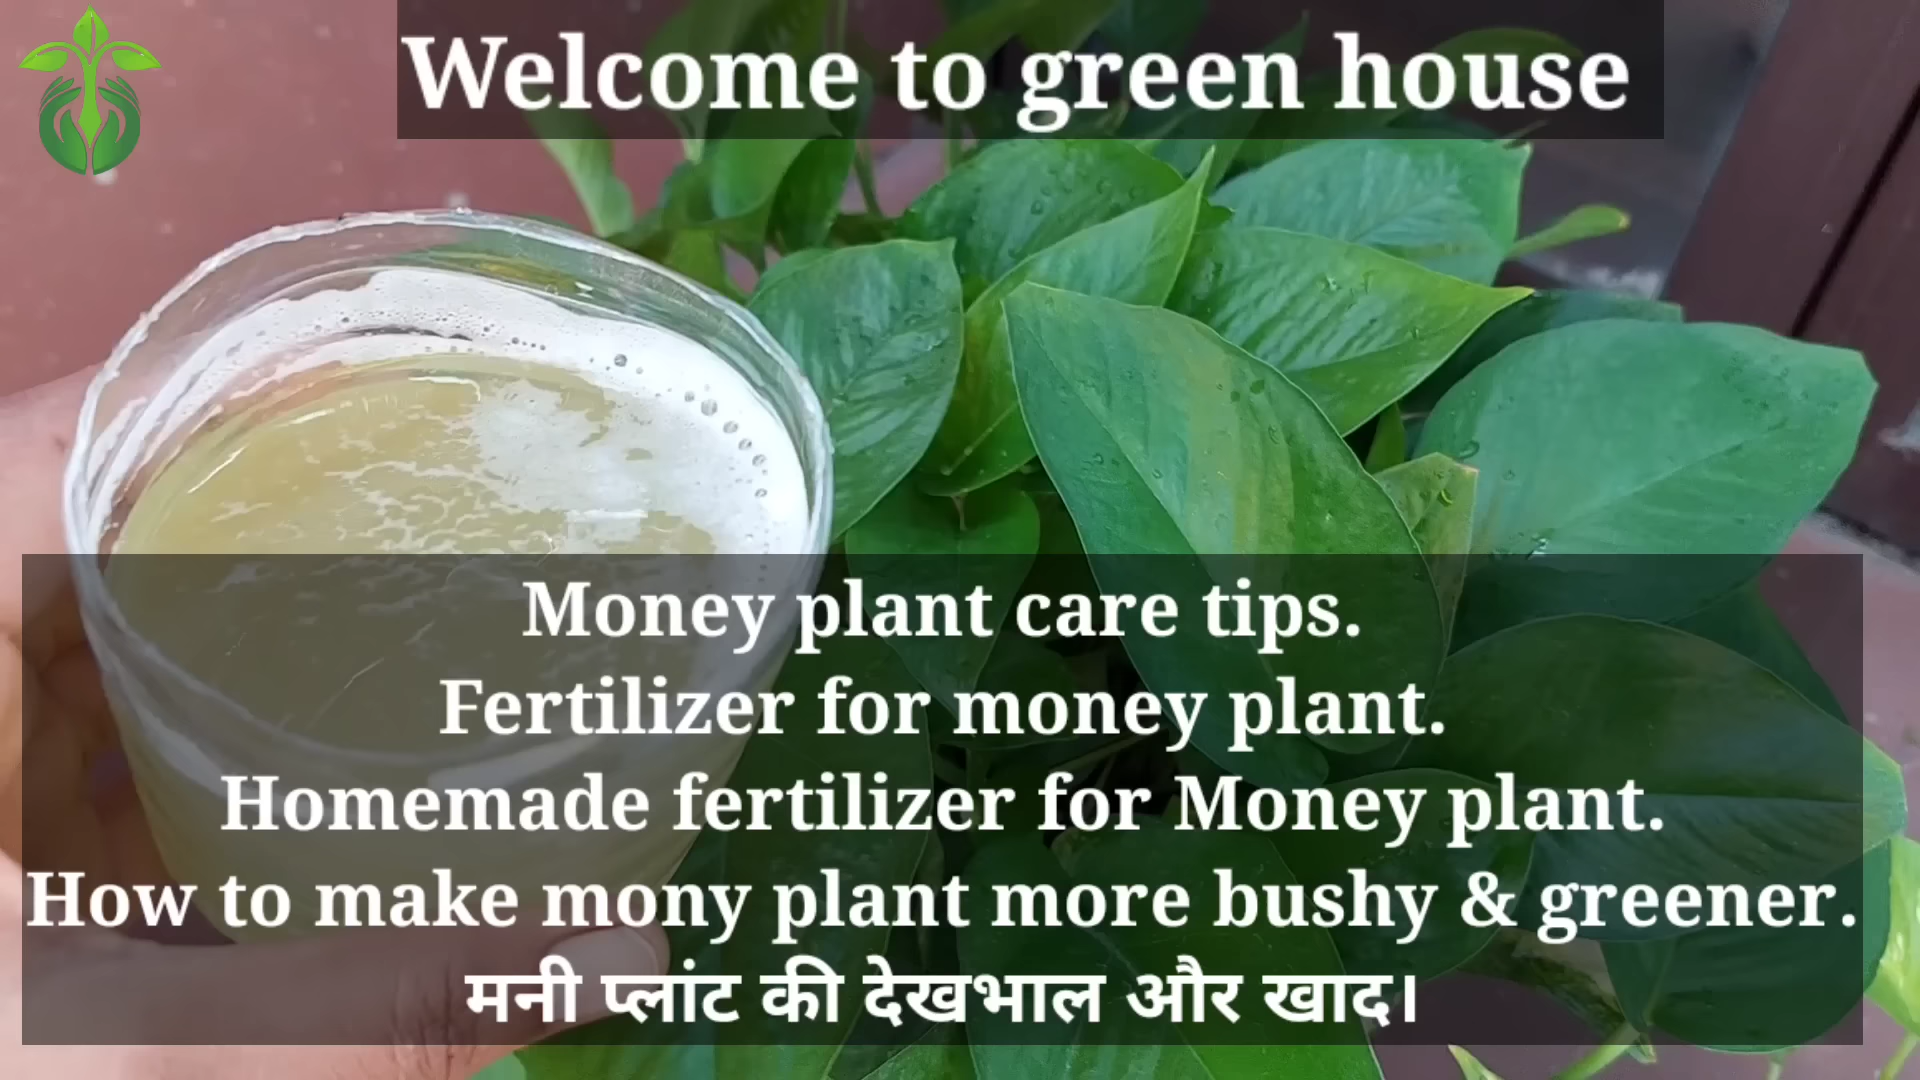 Welcome to green house
Money plant care tips.
Fertilizer for money plant.
Homemade fertilizer for Money plant.
How to make mony plant more bushy & greener.
मनी प्लांट की देखभाल और खाद।